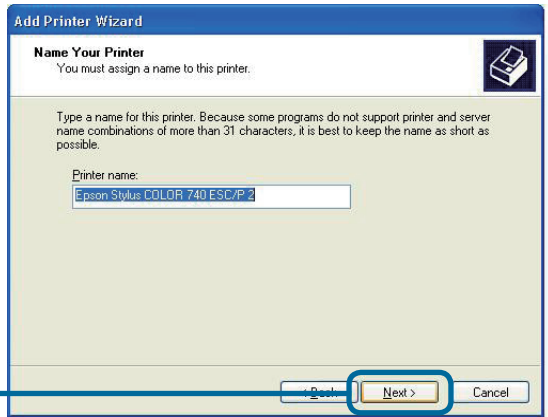 Add Printer Wizard
Name Your Printer
You must assign a name to this printer.
Type a name for this printer. Because some programs do not support printer and server
name combinations of more than 31 characters, it is best to keep the name as short as
possible.
Printer name:
Epson Stylus COLOR 740 ESC/P 2
< Back Next > Cancel